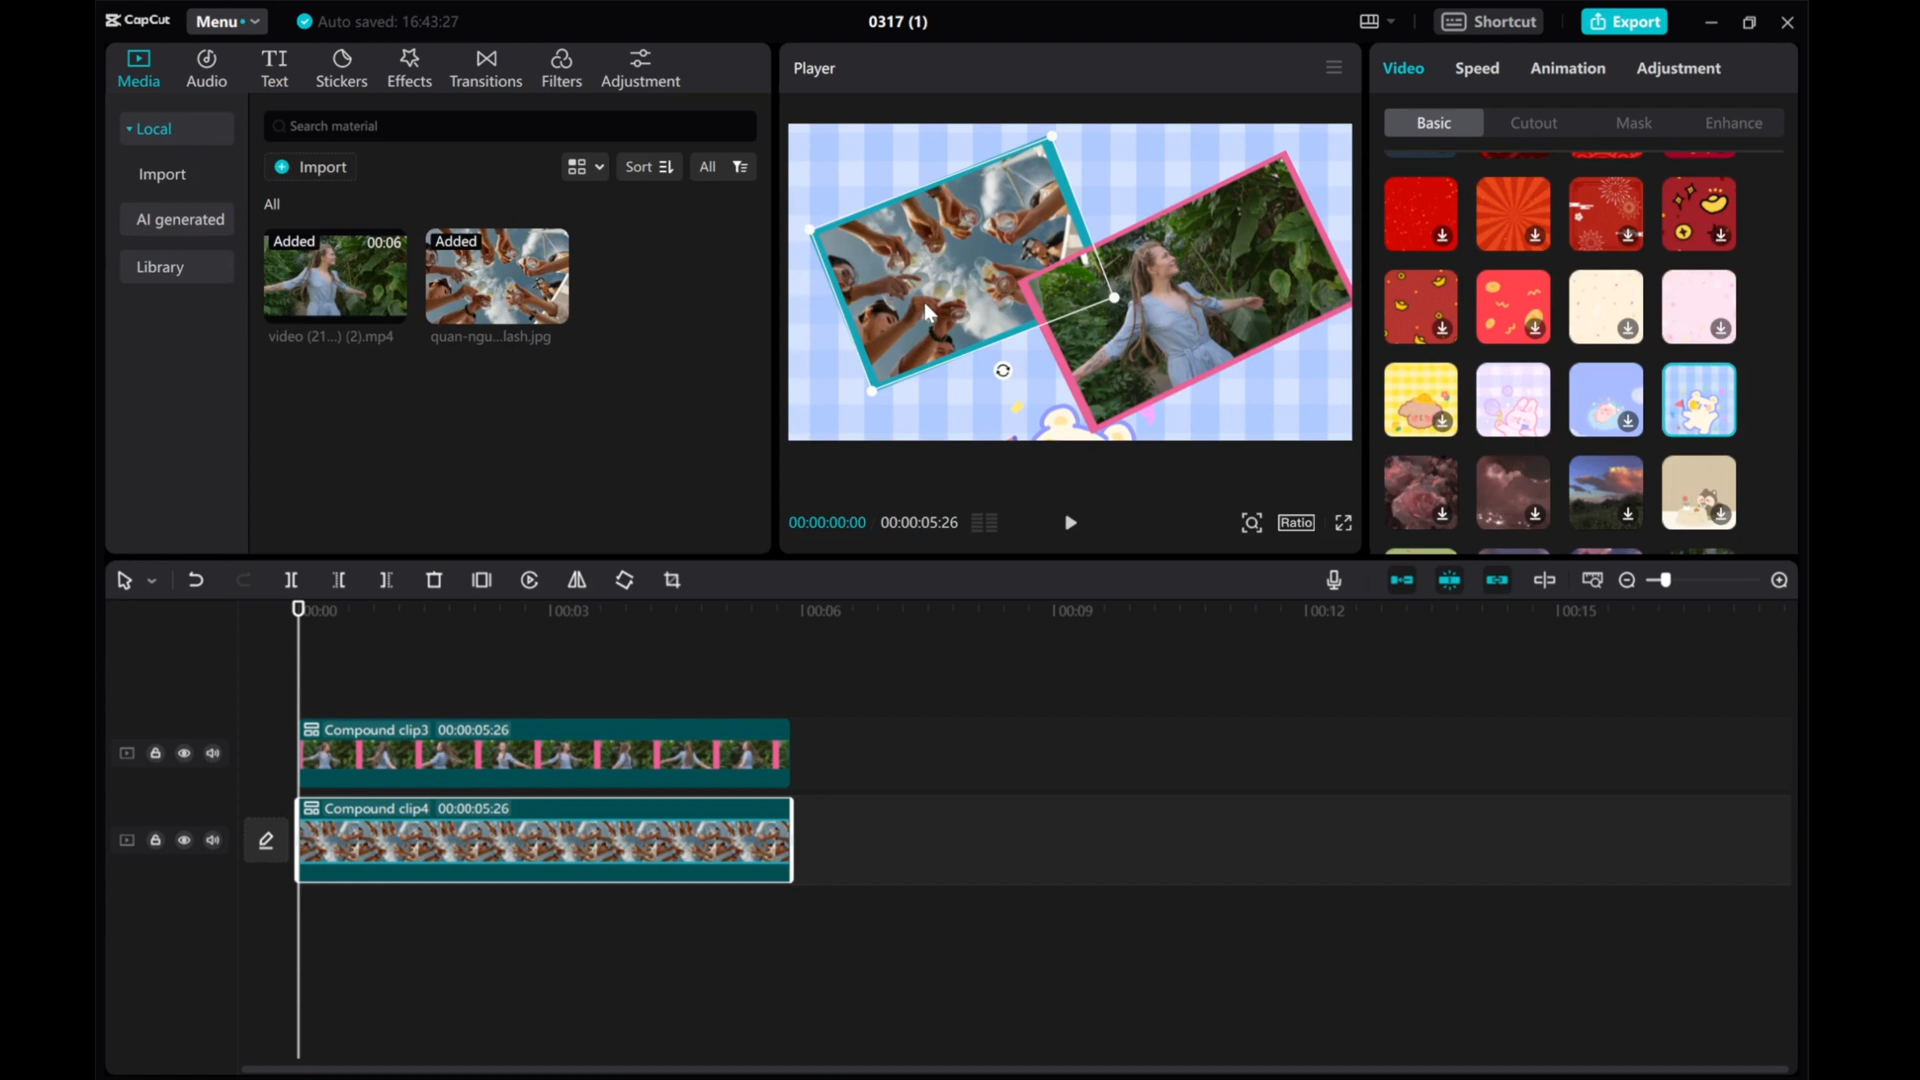 CapCut
Menu
Auto saved: 16:43:27
0317 (1)
Shortcut
Export
Media
Audio
TI
Text
Stickers
Effects
Transitions
Filters
Adjustment
Player
Video
Speed
Animation
Adjustment
Local
Import
AI generated
Library
Search material
Import
Sort
All
All
Added
00:06
video (21...) (2).mp4
Added
quan-ngu...lash.jpg
Basic
Cutout
Mask
Enhance
00:00:00:00
00:00:05:26
Ratio
00:00
00:03
00:06
00:09
00:12
00:15
Compound clip3 00:00:05:26
Compound clip4 00:00:05:26